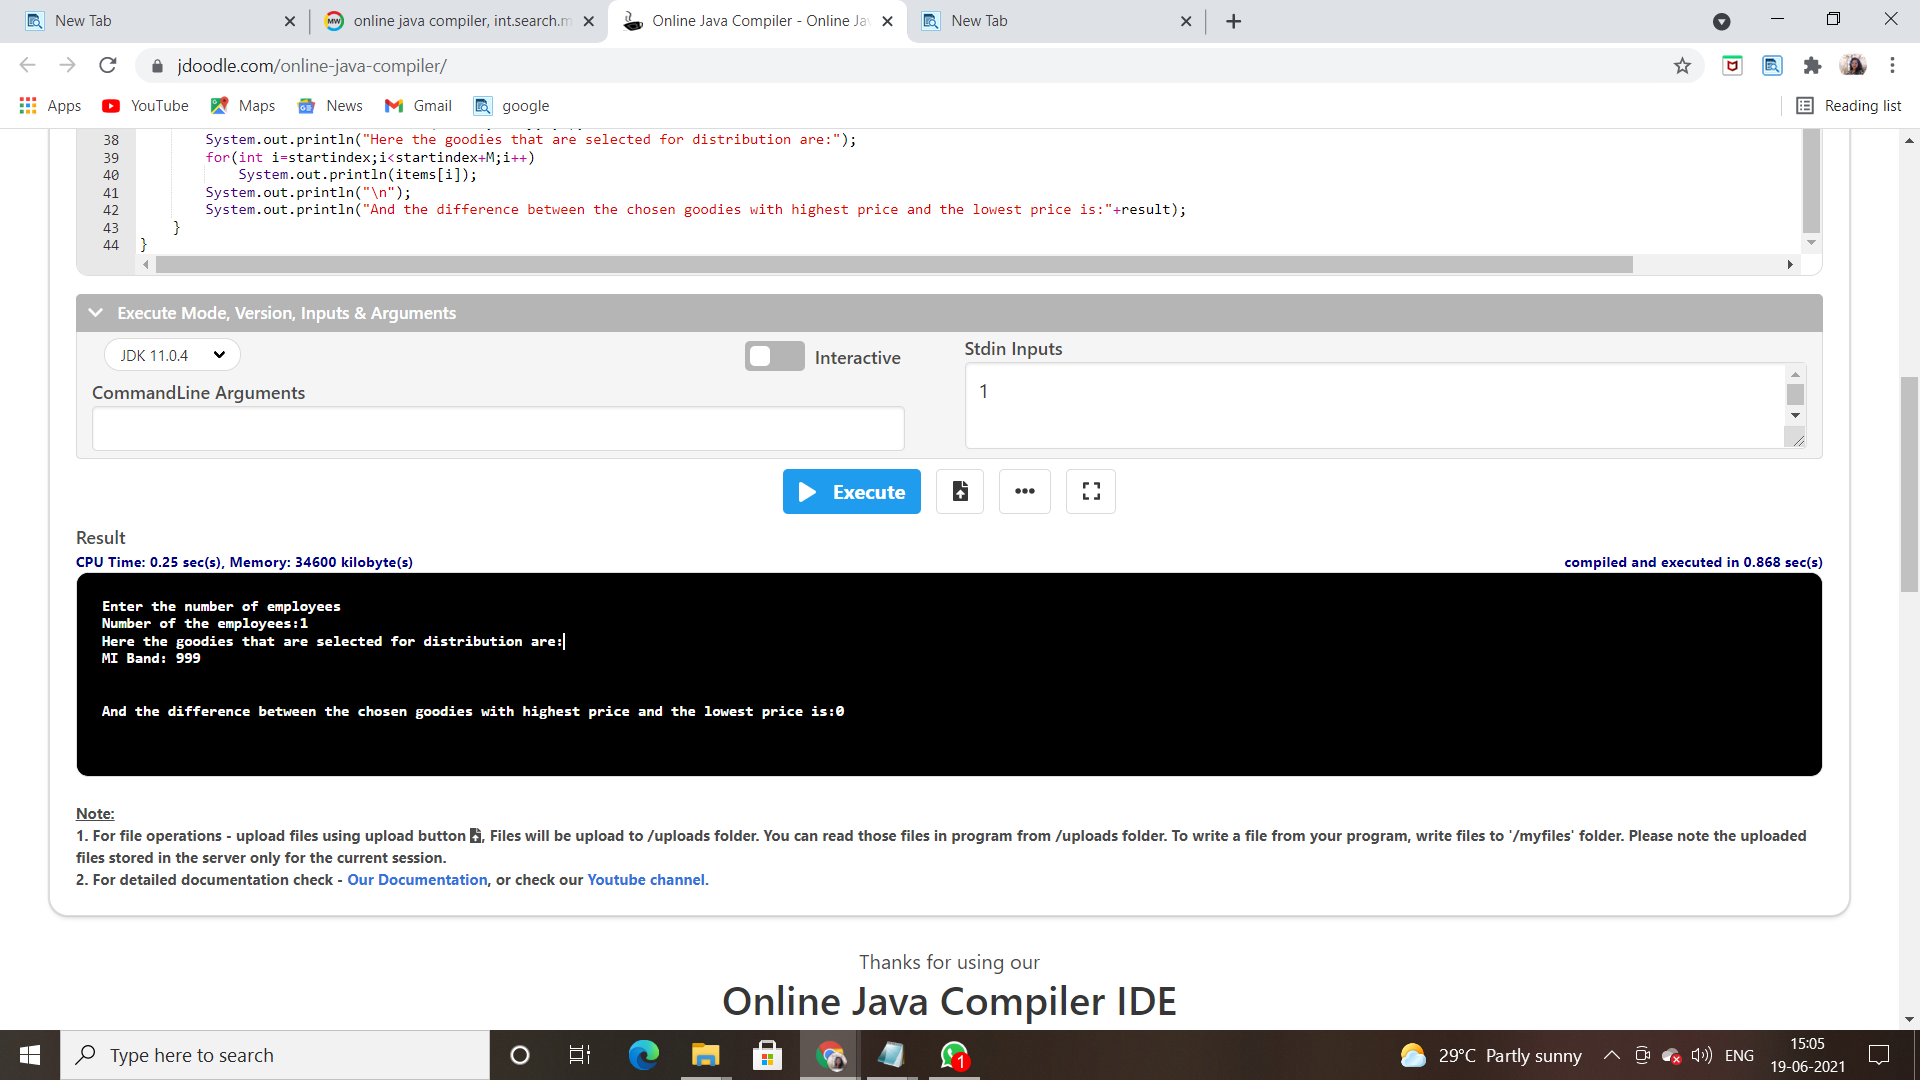 New Tab
online java compiler, int.search.m
Online Java Compiler - Online Ja
New Tab
jdoodle.com/online-java-compiler/
Apps
YouTube
Maps
News
Gmail
google
Reading list
38 System.out.println("Here the goodies that are selected for distribution are:");
39 for(int i=startindex;i<startindex+M;i++)
40 System.out.println(items[i]);
41 System.out.println("\n");
42 System.out.println("And the difference between the chosen goodies with highest price and the lowest price is:"+result);
43 }
44 }
Execute Mode, Version, Inputs & Arguments
JDK 11.0.4
Interactive
Stdin Inputs
CommandLine Arguments
1
Execute
Result
CPU Time: 0.25 sec(s), Memory: 34600 kilobyte(s)
compiled and executed in 0.868 sec(s)
Enter the number of employees
Number of the employees:1
Here the goodies that are selected for distribution are:
MI Band: 999
And the difference between the chosen goodies with highest price and the lowest price is:0
Note:
1. For file operations - upload files using upload button , Files will be upload to /uploads folder. You can read those files in program from /uploads folder. To write a file from your program, write files to '/myfiles' folder. Please note the uploaded
files stored in the server only for the current session.
2. For detailed documentation check - Our Documentation, or check our Youtube channel.
Thanks for using our
Online Java Compiler IDE
Type here to search
1
29°C Partly sunny
ENG
15:05
19-06-2021